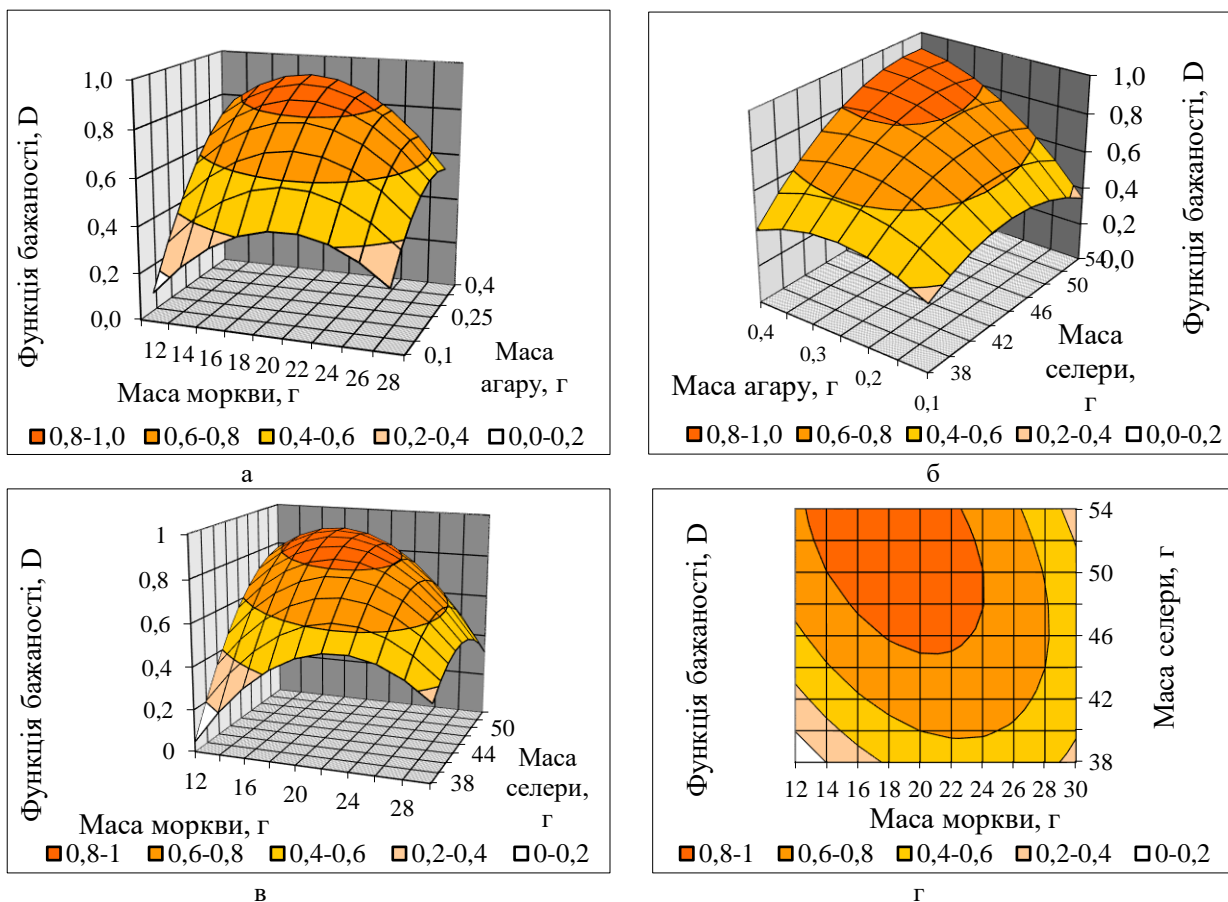 Функція бажаності, D
1,0
0,8
0,6
0,4
0,2
0,0
12 14 16 18 20 22 24 26 28
Маса моркви, г
0,4
0,25
0,1
Маса
агару, г
0,8-1,0 0,6-0,8 0,4-0,6 0,2-0,4 0,0-0,2
а
1,0
0,8
0,6
0,4
0,2
0,0
Функція бажаності, D
54
50
46
42
38
Маса
селери,
г
0,4
0,3
0,2
0,1
Маса агару, г
0,8-1,0 0,6-0,8 0,4-0,6 0,2-0,4 0,0-0,2
б
Функція бажаності, D
1
0,8
0,6
0,4
0,2
0
12 16 20 24 28
Маса моркви, г
50
44
38
Маса
селери,
г
0,8-1 0,6-0,8 0,4-0,6 0,2-0,4 0-0,2
в
Функція бажаності, D
54
50
46
42
38
Маса селери, г
12 14 16 18 20 22 24 26 28 30
Маса моркви, г
0,8-1 0,6-0,8 0,4-0,6 0,2-0,4 0-0,2
г